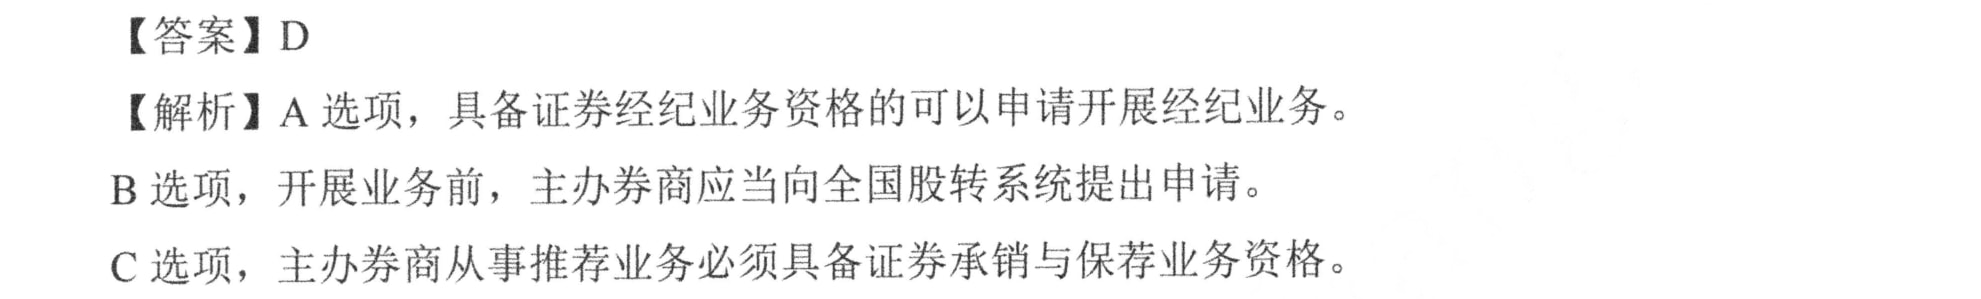 【答案】D
【解析】A 选项，具备证券经纪业务资格的可以申请开展经纪业务。
B 选项，开展业务前，主办券商应当向全国股转系统提出申请。
C 选项，主办券商从事推荐业务必须具备证券承销与保荐业务资格。